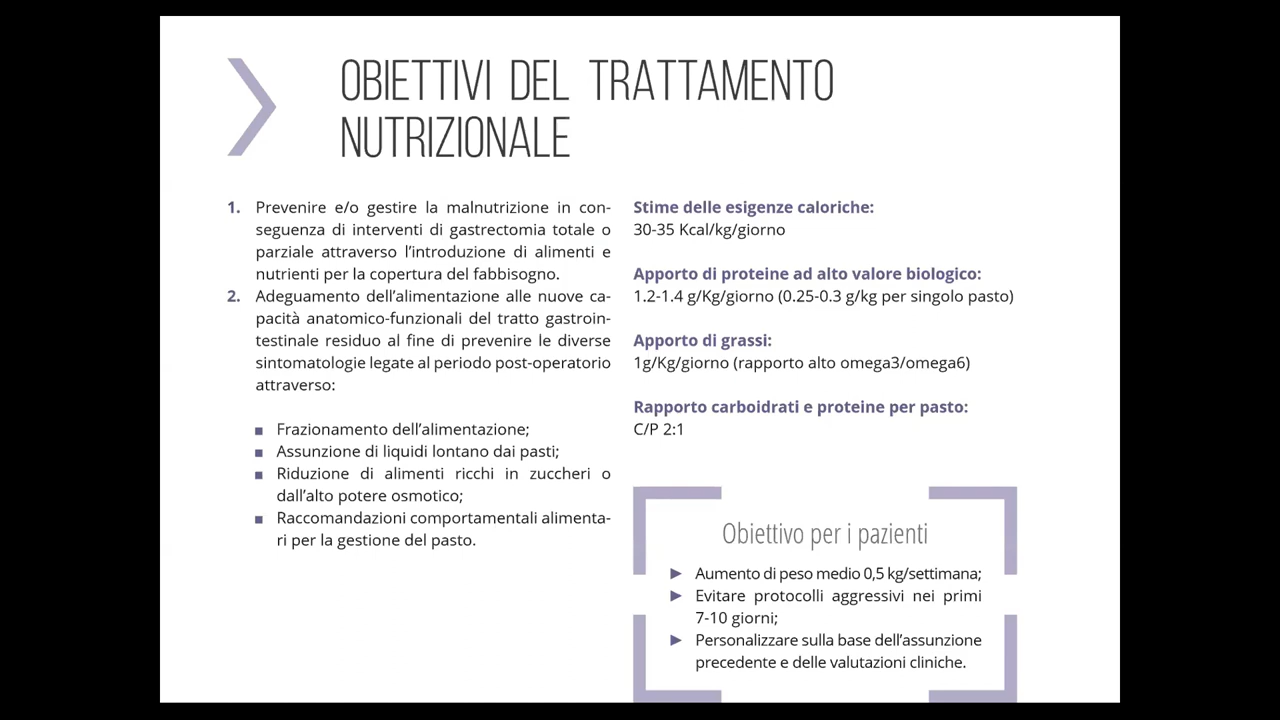 OBIETTIVI DEL TRATTAMENTO
NUTRIZIONALE
1. Prevenire e/o gestire la malnutrizione in con-
seguenza di interventi di gastrectomia totale o
parziale attraverso l'introduzione di alimenti e
nutrienti per la copertura del fabbisogno.
2. Adeguamento dell'alimentazione alle nuove ca-
pacità anatomico-funzionali del tratto gastroin-
testinale residuo al fine di prevenire le diverse
sintomatologie legate al periodo post-operatorio
attraverso:
■ Frazionamento dell'alimentazione;
■ Assunzione di liquidi lontano dai pasti;
■ Riduzione di alimenti ricchi in zuccheri o
dall'alto potere osmotico;
■ Raccomandazioni comportamentali alimenta-
ri per la gestione del pasto.
Stime delle esigenze caloriche:
30-35 Kcal/kg/giorno
Apporto di proteine ad alto valore biologico:
1.2-1.4 g/Kg/giorno (0.25-0.3 g/kg per singolo pasto)
Apporto di grassi:
1g/Kg/giorno (rapporto alto omega3/omega6)
Rapporto carboidrati e proteine per pasto:
C/P 2:1
Obiettivo per i pazienti
► Aumento di peso medio 0,5 kg/settimana;
► Evitare protocolli aggressivi nei primi
7-10 giorni;
► Personalizzare sulla base dell'assunzione
precedente e delle valutazioni cliniche.